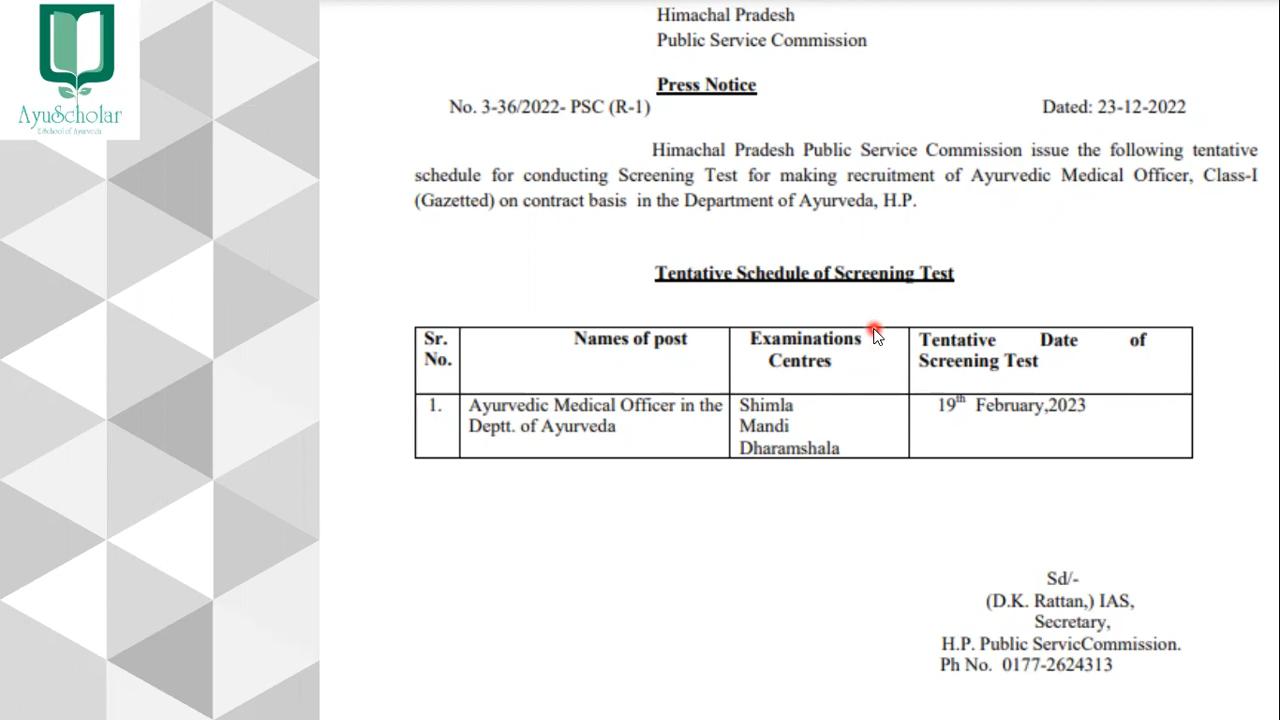 AyuScholar
E School of Ayurveda
Himachal Pradesh
Public Service Commission
Press Notice
No. 3-36/2022- PSC (R-1) Dated: 23-12-2022
Himachal Pradesh Public Service Commission issue the following tentative
schedule for conducting Screening Test for making recruitment of Ayurvedic Medical Officer, Class-I
(Gazetted) on contract basis in the Department of Ayurveda, H.P.
Tentative Schedule of Screening Test
Sr. Names of post Examinations Tentative Date of
No. Centres Screening Test
1. Ayurvedic Medical Officer in the Shimla 19th February,2023
Deptt. of Ayurveda Mandi
Dharamshala
Sd/-
(D.K. Rattan,) IAS,
Secretary,
H.P. Public ServicCommission.
Ph No. 0177-2624313